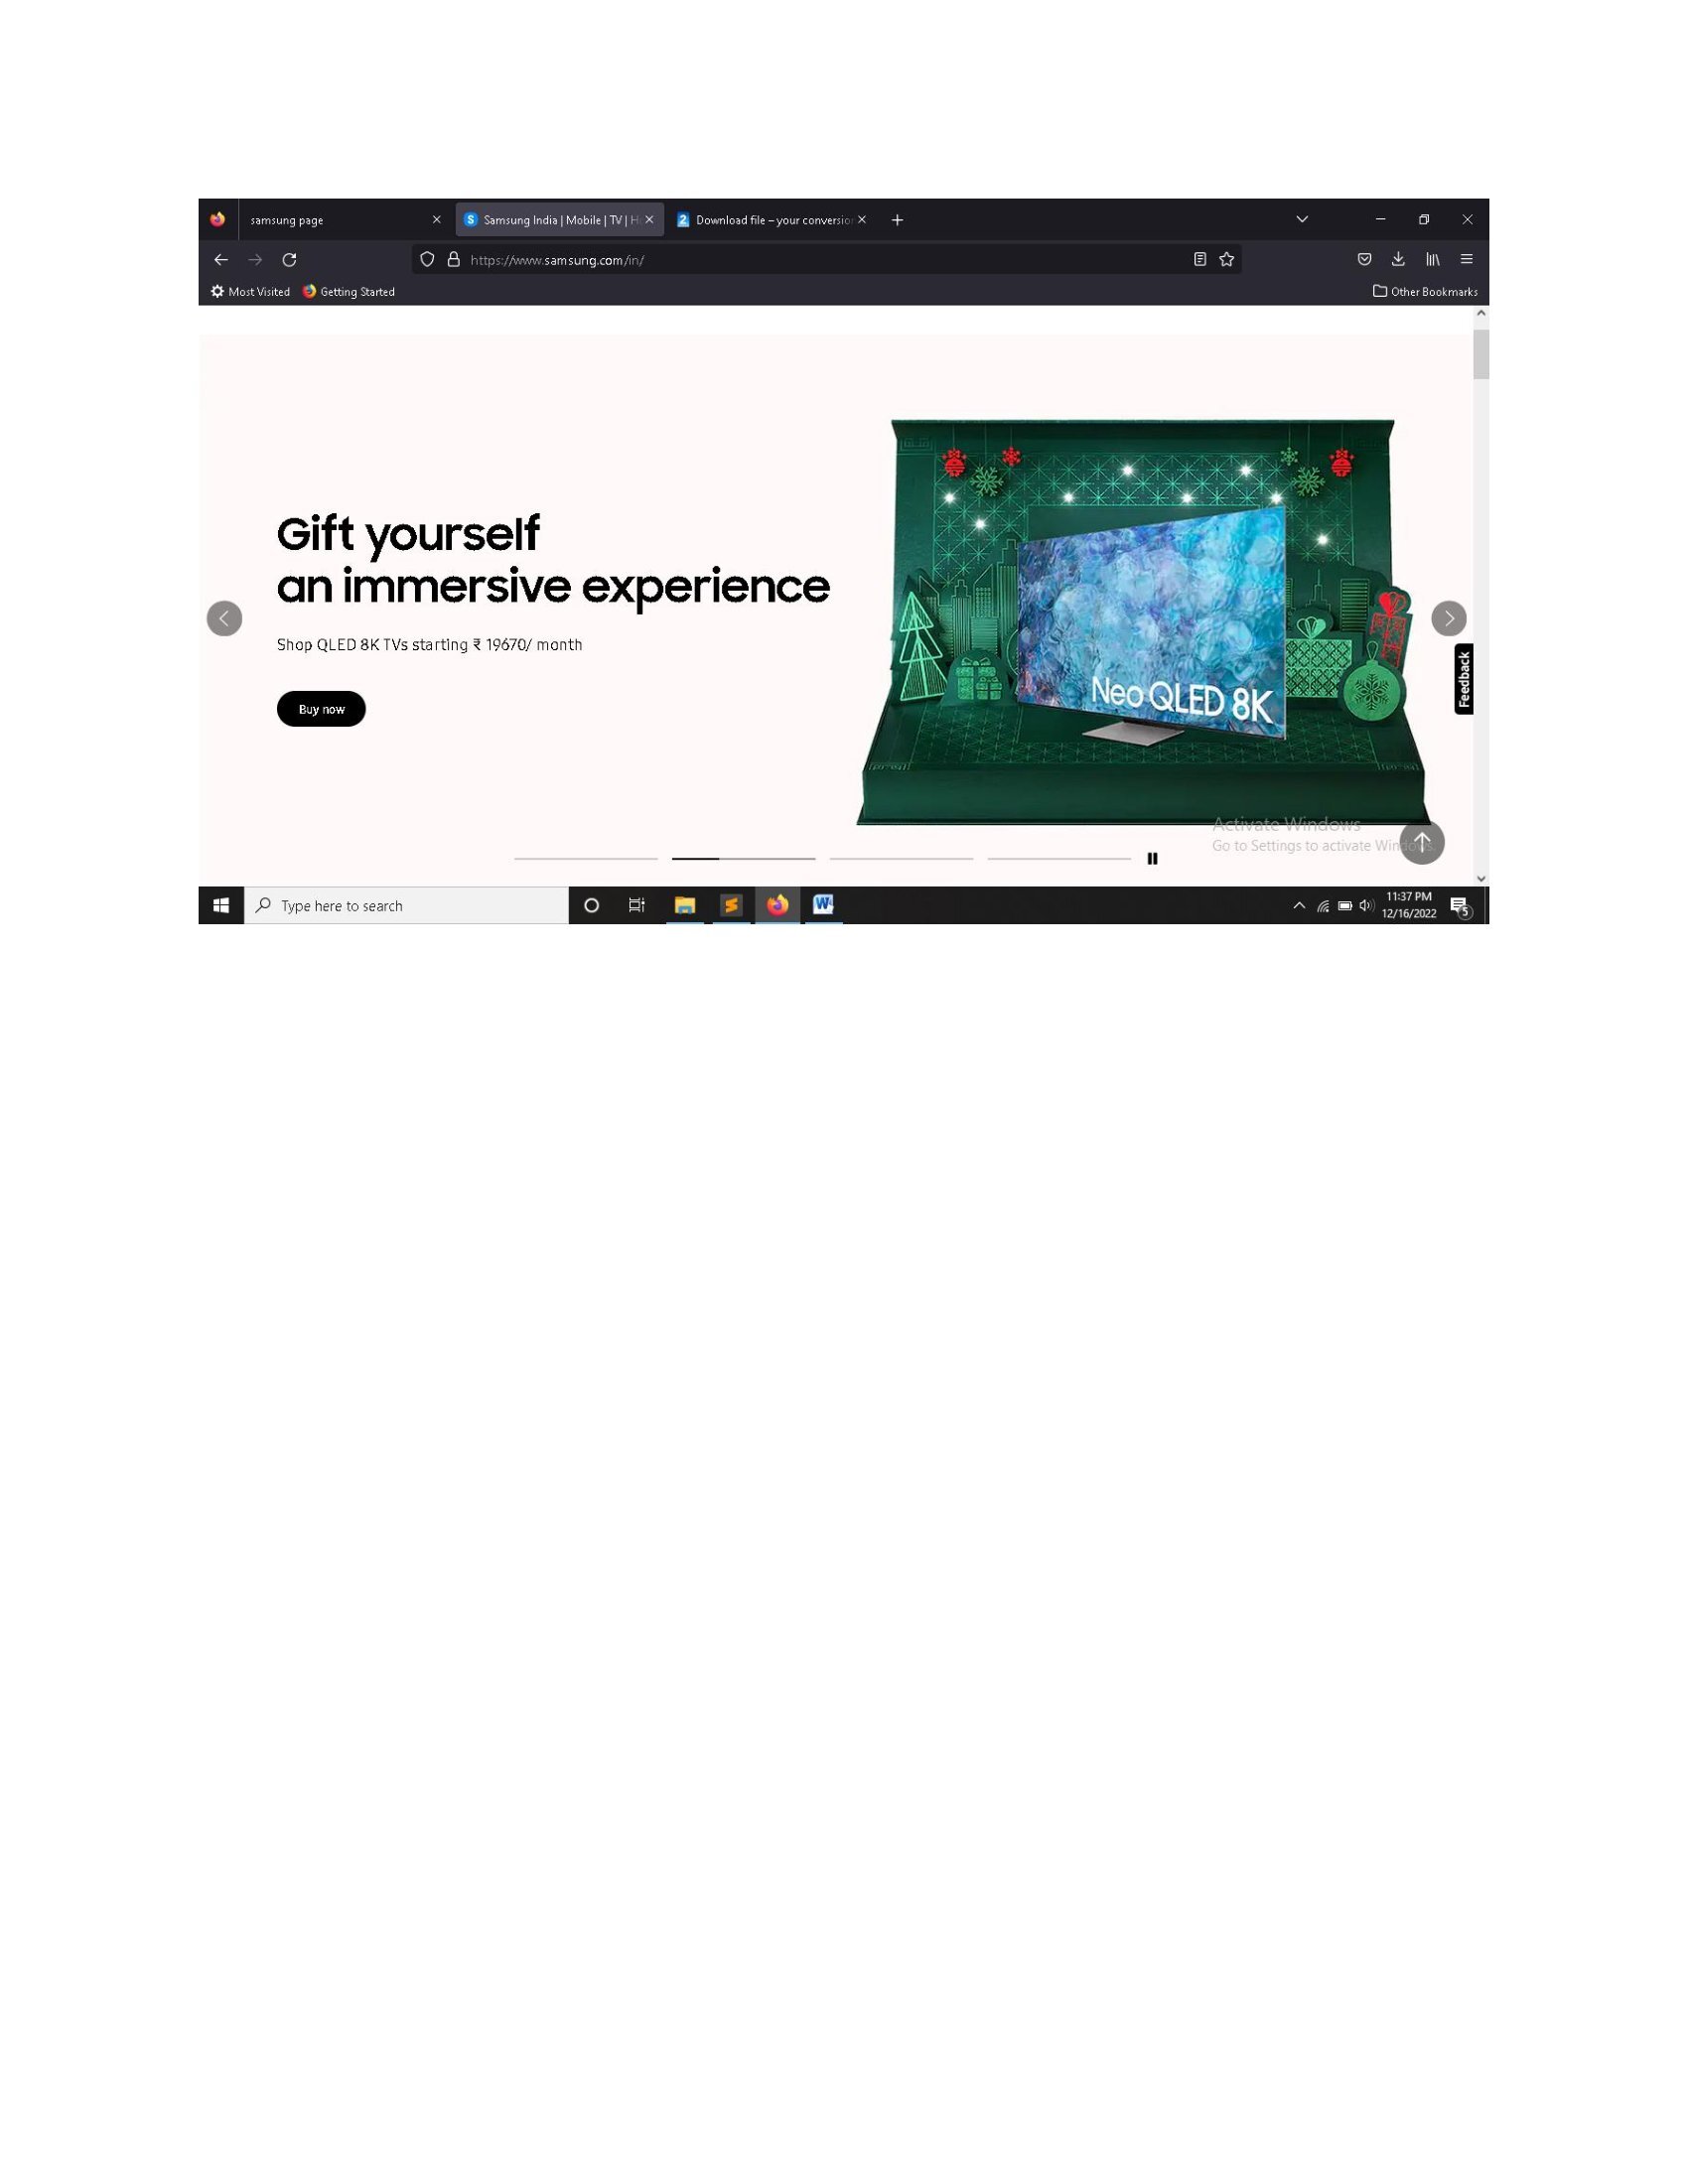 samsung page
Samsung India | Mobile | TV | H
Download file – your conversion
https://www.samsung.com/in/
Most Visited
Getting Started
Other Bookmarks
Gift yourself
an immersive experience
Shop QLED 8K TVs starting ₹ 19670/ month
Buy now
Neo QLED 8K
Feedback
Activate Windows
Go to Settings to activate Windows.
Type here to search
11:37 PM
12/16/2022
5